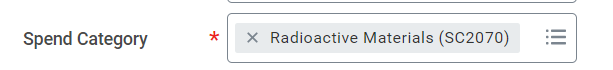 Spend Category * × Radioactive Materials (SC2070)